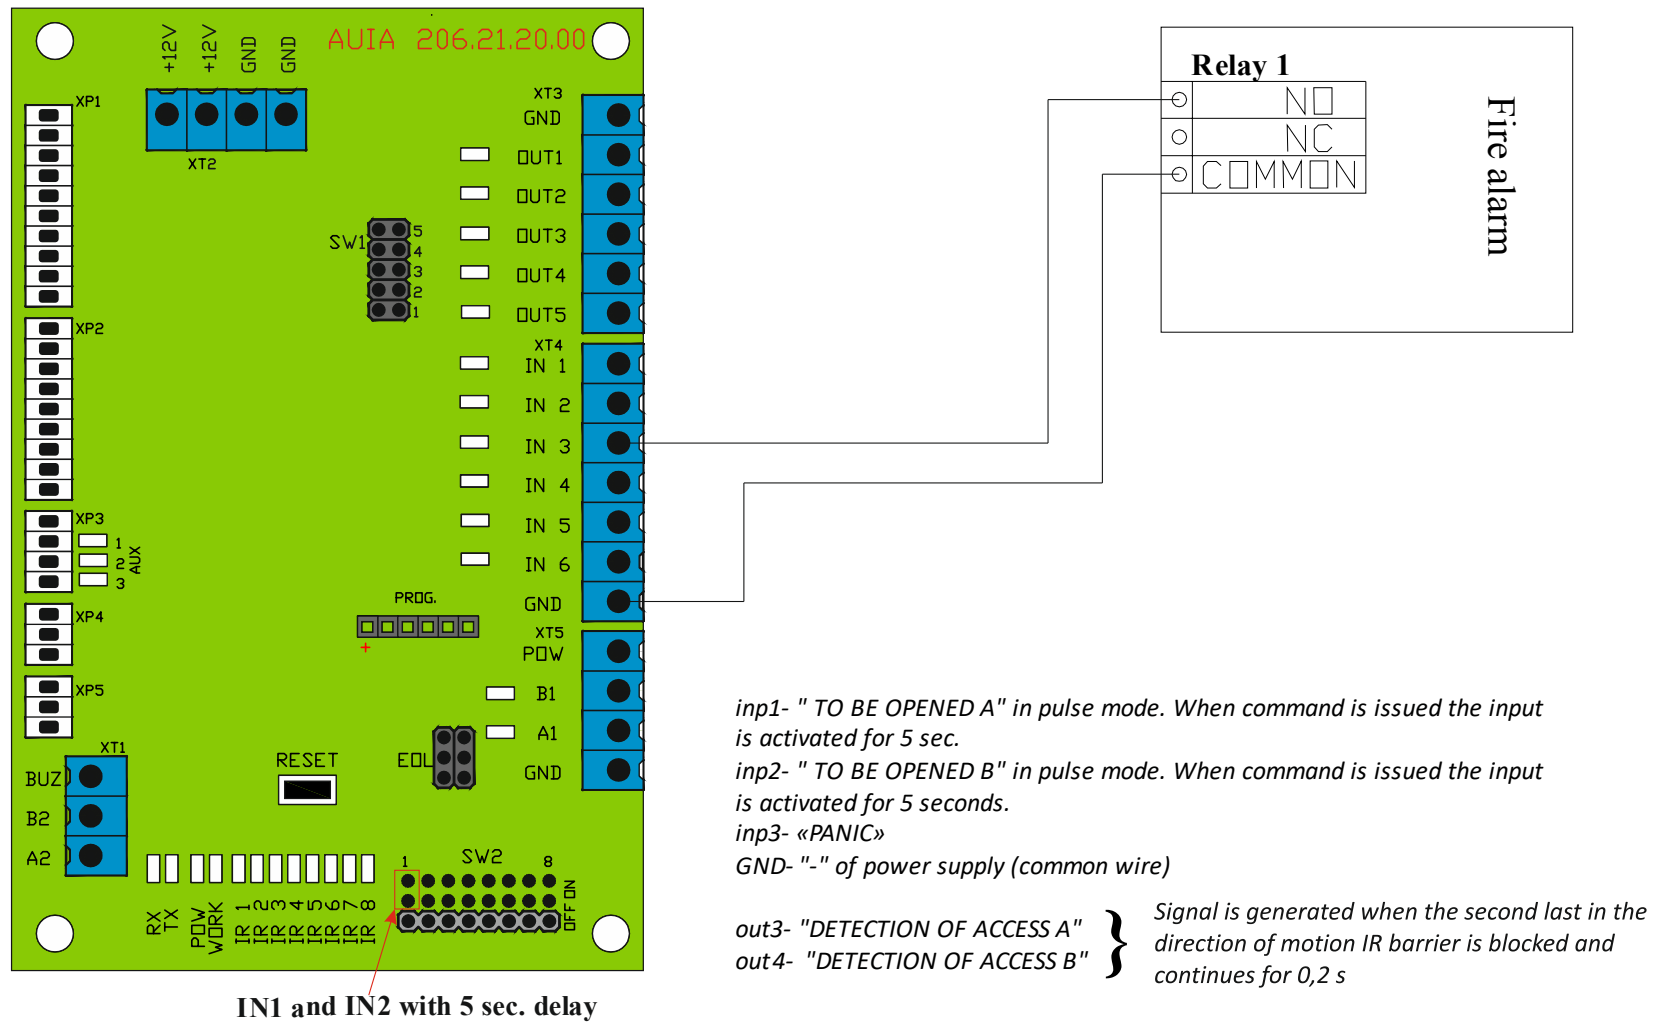 AUIA 206.21.20.00
+12V
+12V
GND
GND
XT2
XP1
XP2
XP3
1
2
3
AUX
XP4
XP5
XT1
BUZ
B2
A2
SW1
5
4
3
2
1
XT3
GND
OUT1
OUT2
OUT3
OUT4
OUT5
XT4
IN 1
IN 2
IN 3
IN 4
IN 5
IN 6
GND
XT5
POW
B1
A1
GND
PROG.
+
EOL
RESET
RX
TX
POW
WORK
IR 1
IR 2
IR 3
IR 4
IR 5
IR 6
IR 7
IR 8
SW2
1
8
OFF ON
IN1 and IN2 with 5 sec. delay
Relay 1
NO
NC
COMMON
Fire alarm
inp1- " TO BE OPENED A" in pulse mode. When command is issued the input
is activated for 5 sec.
inp2- " TO BE OPENED B" in pulse mode. When command is issued the input
is activated for 5 seconds.
inp3- «PANIC»
GND- "-" of power supply (common wire)
out3- "DETECTION OF ACCESS A"
out4- "DETECTION OF ACCESS B"
}
Signal is generated when the second last in the
direction of motion IR barrier is blocked and
continues for 0,2 s